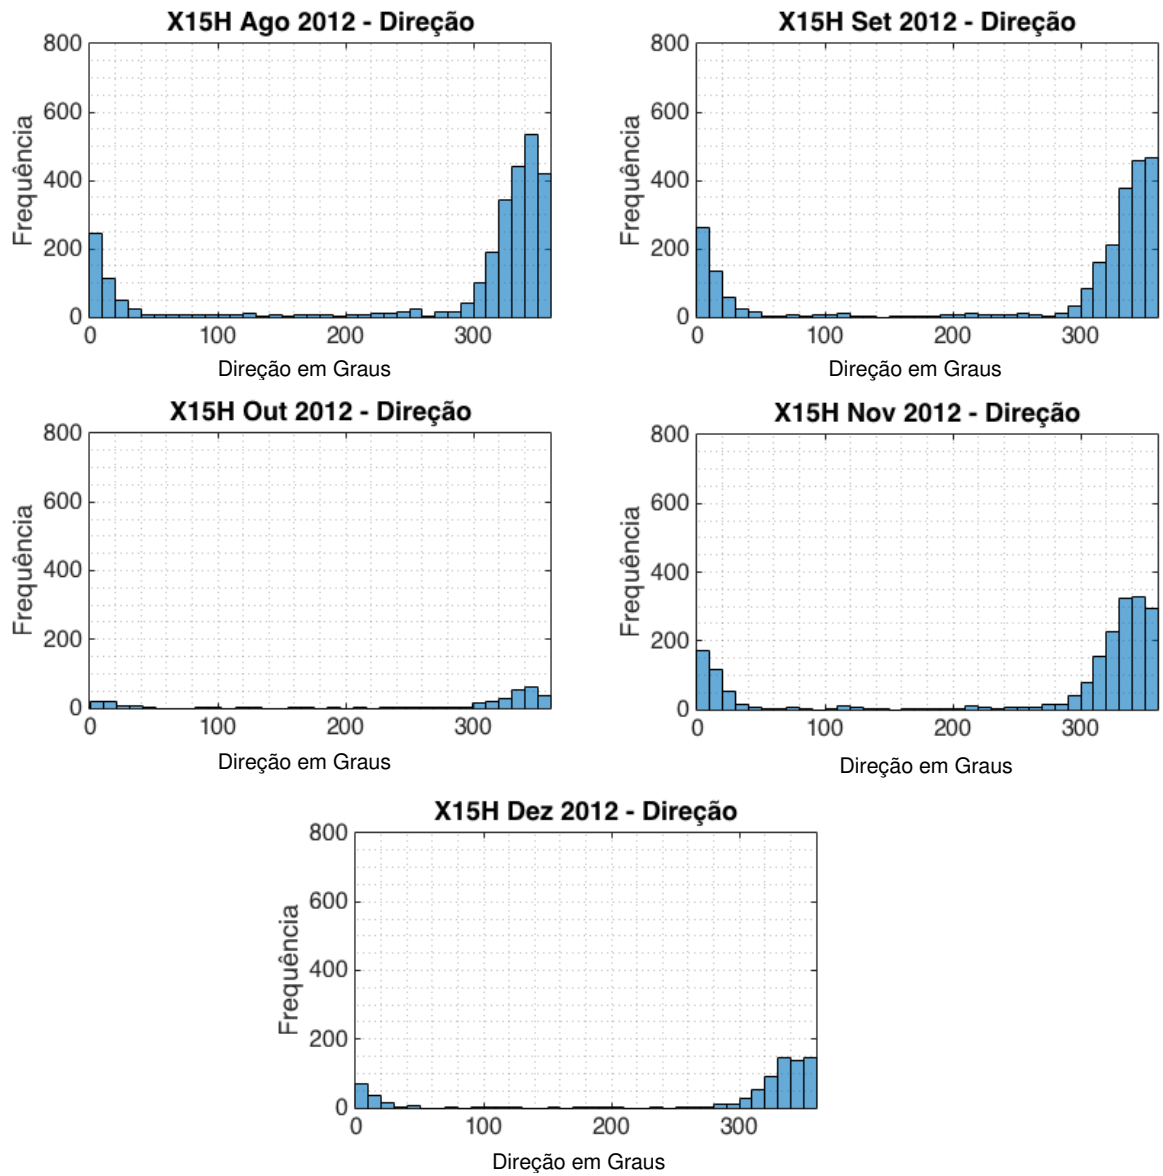 X15H Ago 2012 - Direção
800
600
400
200
0
Frequência
0 100 200 300
Direção em Graus
X15H Set 2012 - Direção
800
600
400
200
0
Frequência
0 100 200 300
Direção em Graus
X15H Out 2012 - Direção
800
600
400
200
0
Frequência
0 100 200 300
Direção em Graus
X15H Nov 2012 - Direção
800
600
400
200
0
Frequência
0 100 200 300
Direção em Graus
X15H Dez 2012 - Direção
800
600
400
200
0
Frequência
0 100 200 300
Direção em Graus